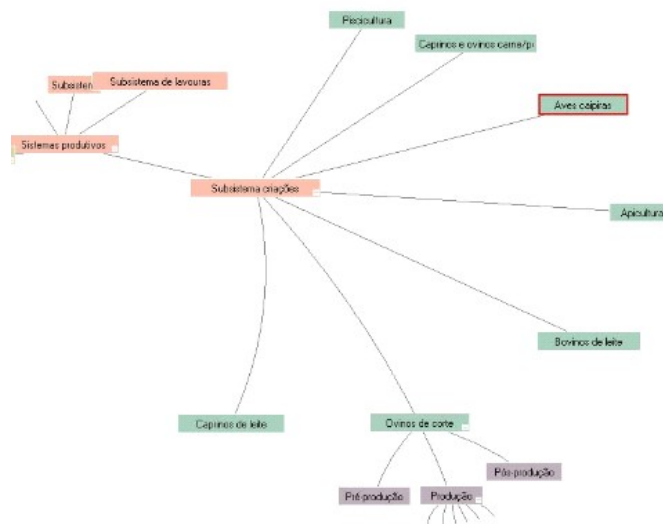 Piscicultura
Caprinos e ovinos carne/p
Subsistema de lavouras
Aves caipiras
Sistemas produtivos
Subsistema criações
Apicultura
Bovinos de leite
Caprinos de leite
Ovinos de corte
Pós-produção
Pré-produção
Produção